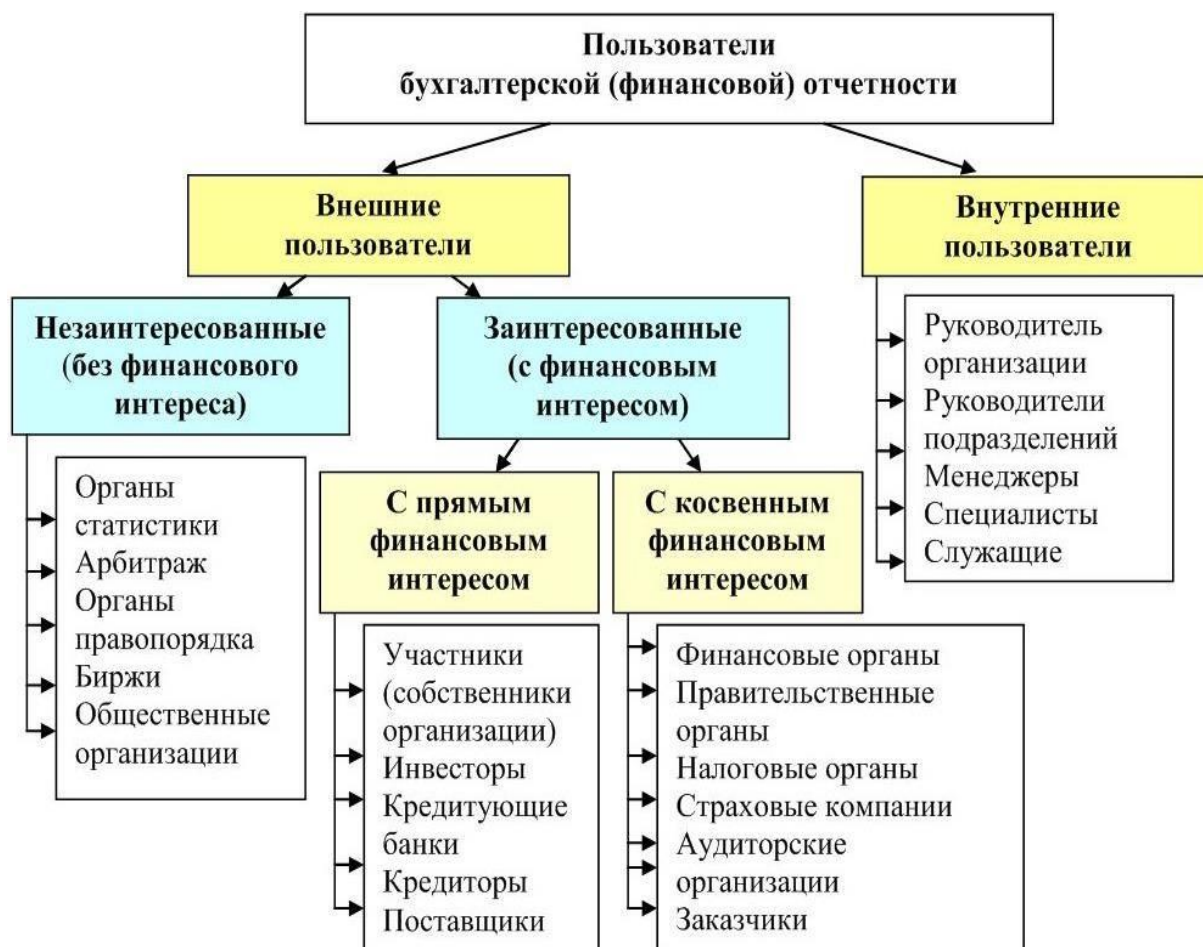 Пользователи
бухгалтерской (финансовой) отчетности
Внешние
пользователи
Внутренние
пользователи
Незаинтересованные
(без финансового
интереса)
Заинтересованные
(с финансовым
интересом)
Руководитель
организации
Руководители
подразделений
Менеджеры
Специалисты
Служащие
Органы
статистики
Арбитраж
Органы
правопорядка
Биржи
Общественные
организации
С прямым
финансовым
интересом
С косвенным
финансовым
интересом
Участники
(собственники
организации)
Инвесторы
Кредитующие
банки
Кредиторы
Поставщики
Финансовые органы
Правительственные
органы
Налоговые органы
Страховые компании
Аудиторские
организации
Заказчики